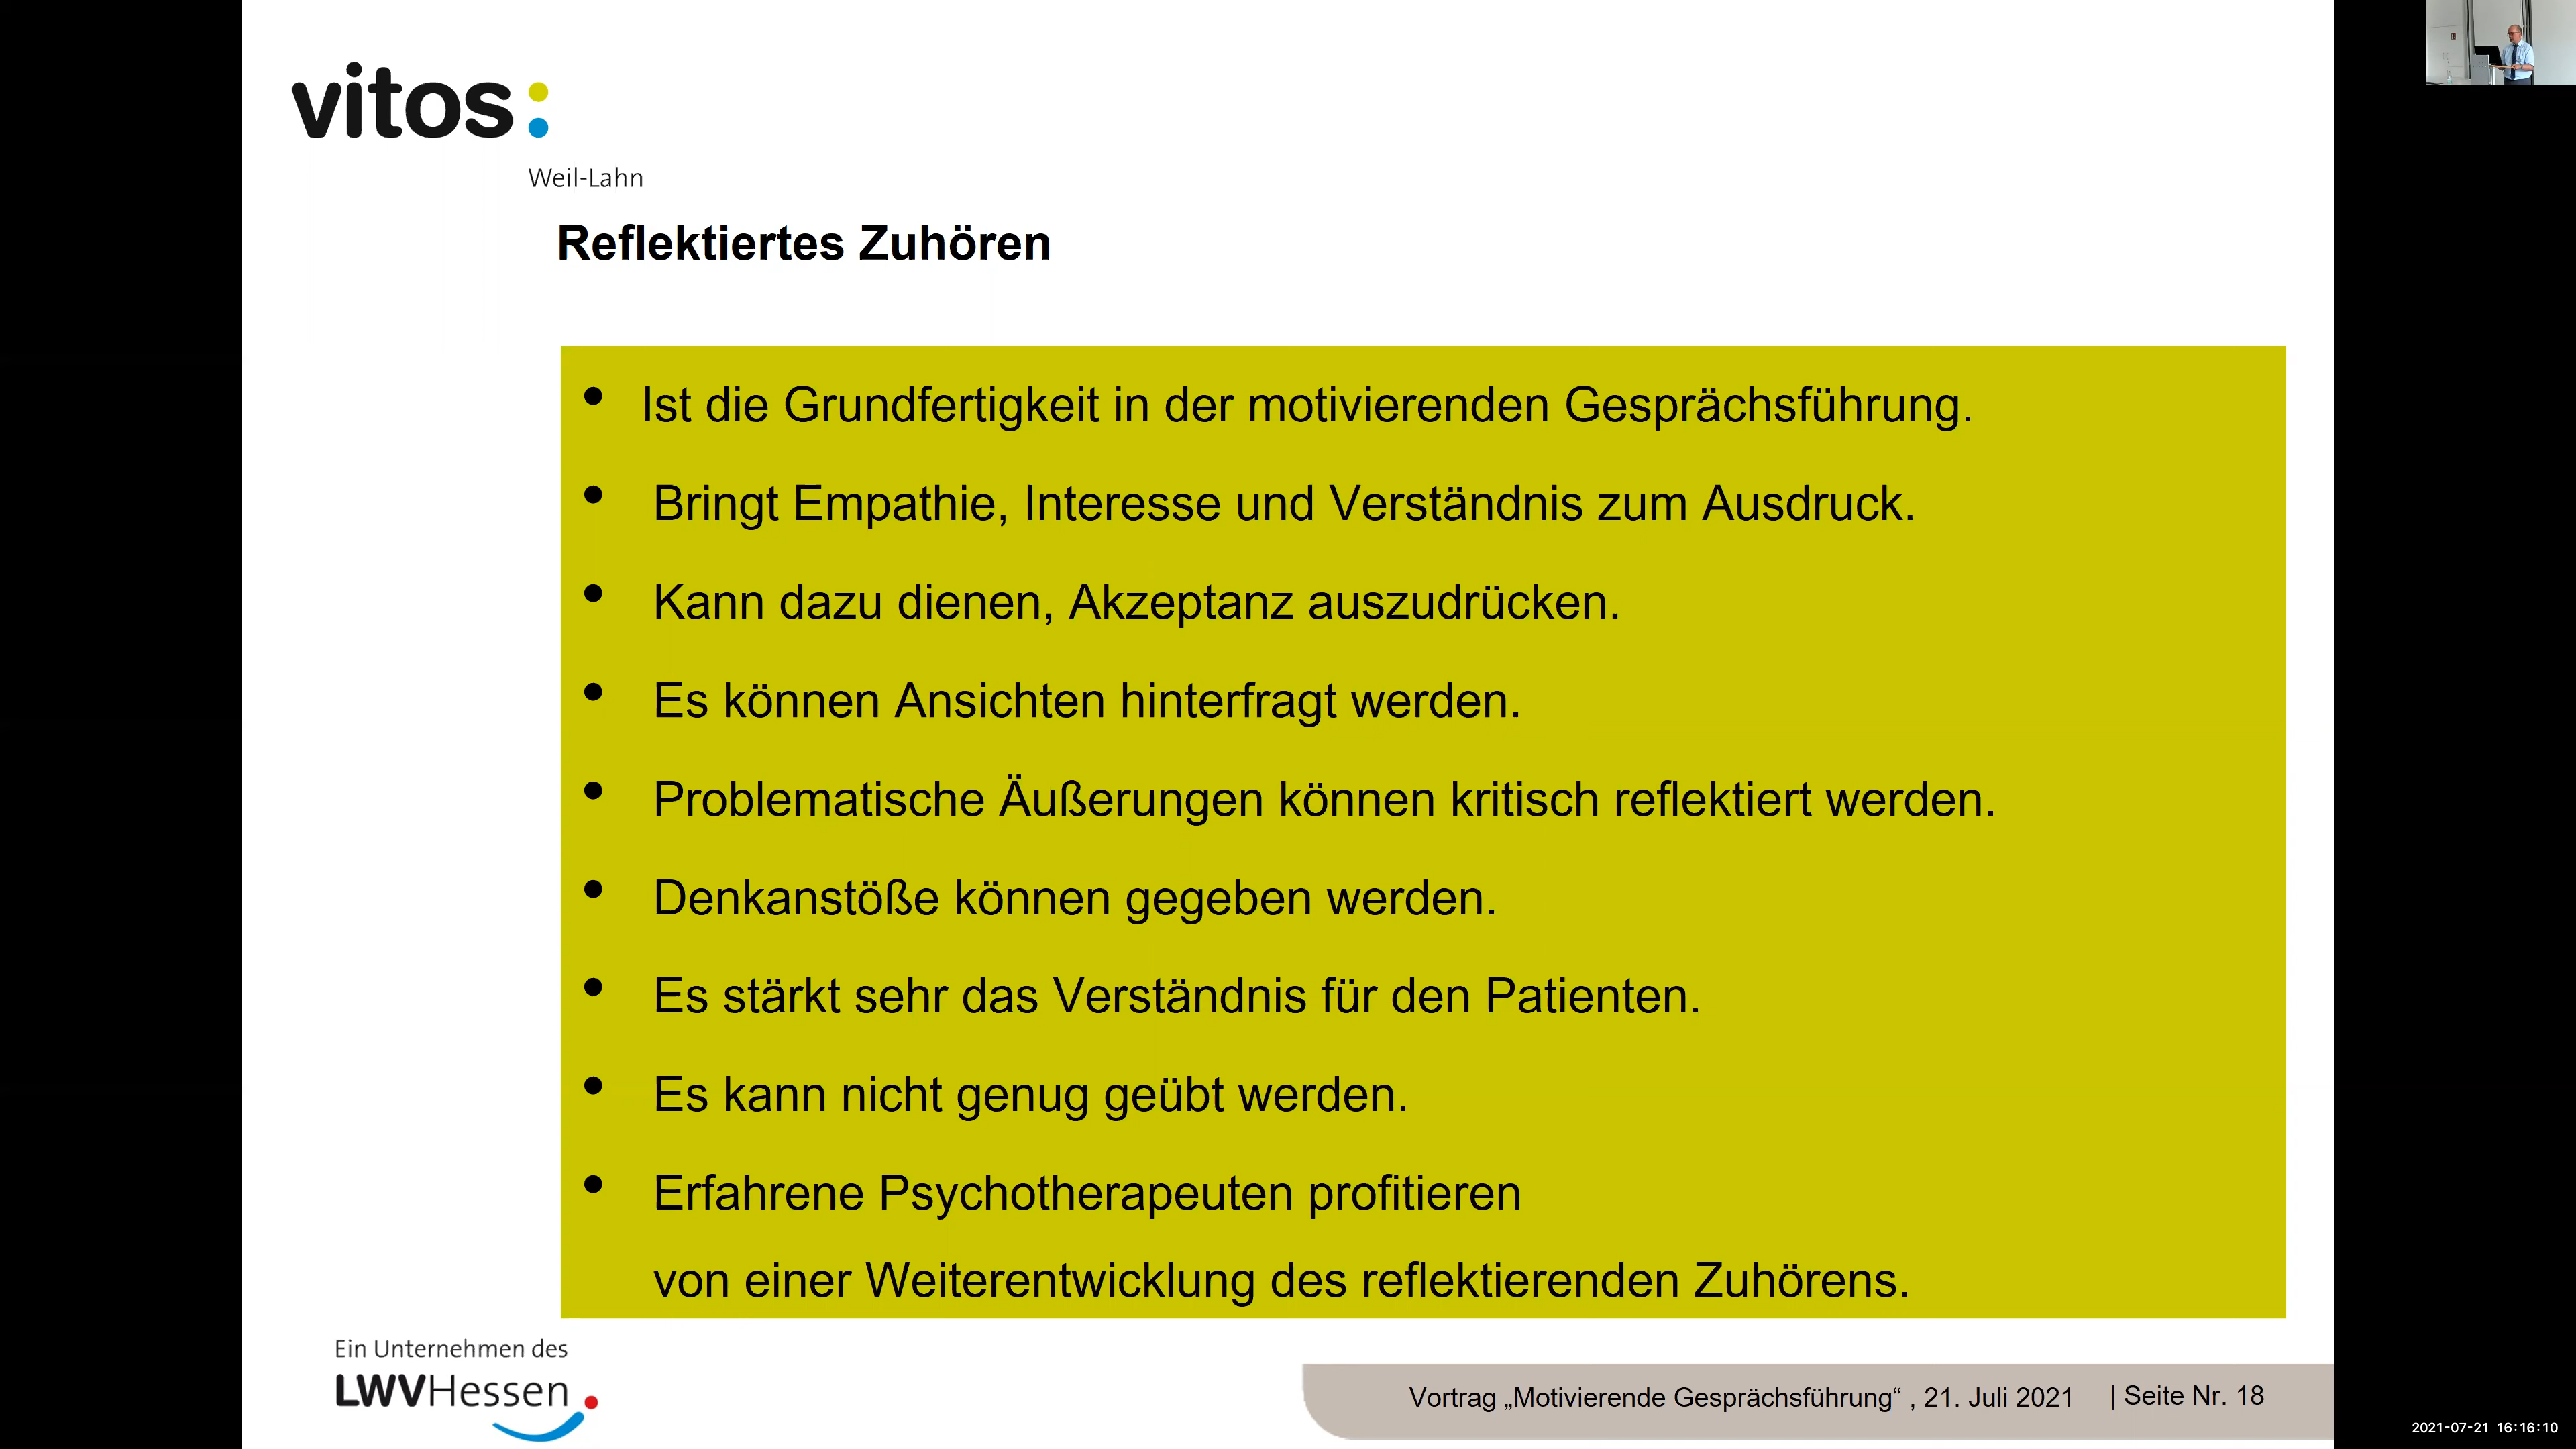 vitos:
Weil-Lahn
Reflektiertes Zuhören
• Ist die Grundfertigkeit in der motivierenden Gesprächsführung.
• Bringt Empathie, Interesse und Verständnis zum Ausdruck.
• Kann dazu dienen, Akzeptanz auszudrücken.
• Es können Ansichten hinterfragt werden.
• Problematische Äußerungen können kritisch reflektiert werden.
• Denkanstöße können gegeben werden.
• Es stärkt sehr das Verständnis für den Patienten.
• Es kann nicht genug geübt werden.
• Erfahrene Psychotherapeuten profitieren
von einer Weiterentwicklung des reflektierenden Zuhörens.
Ein Unternehmen des
LWVHessen
Vortrag „Motivierende Gesprächsführung“ , 21. Juli 2021 | Seite Nr. 18
2021-07-21 16:16:10